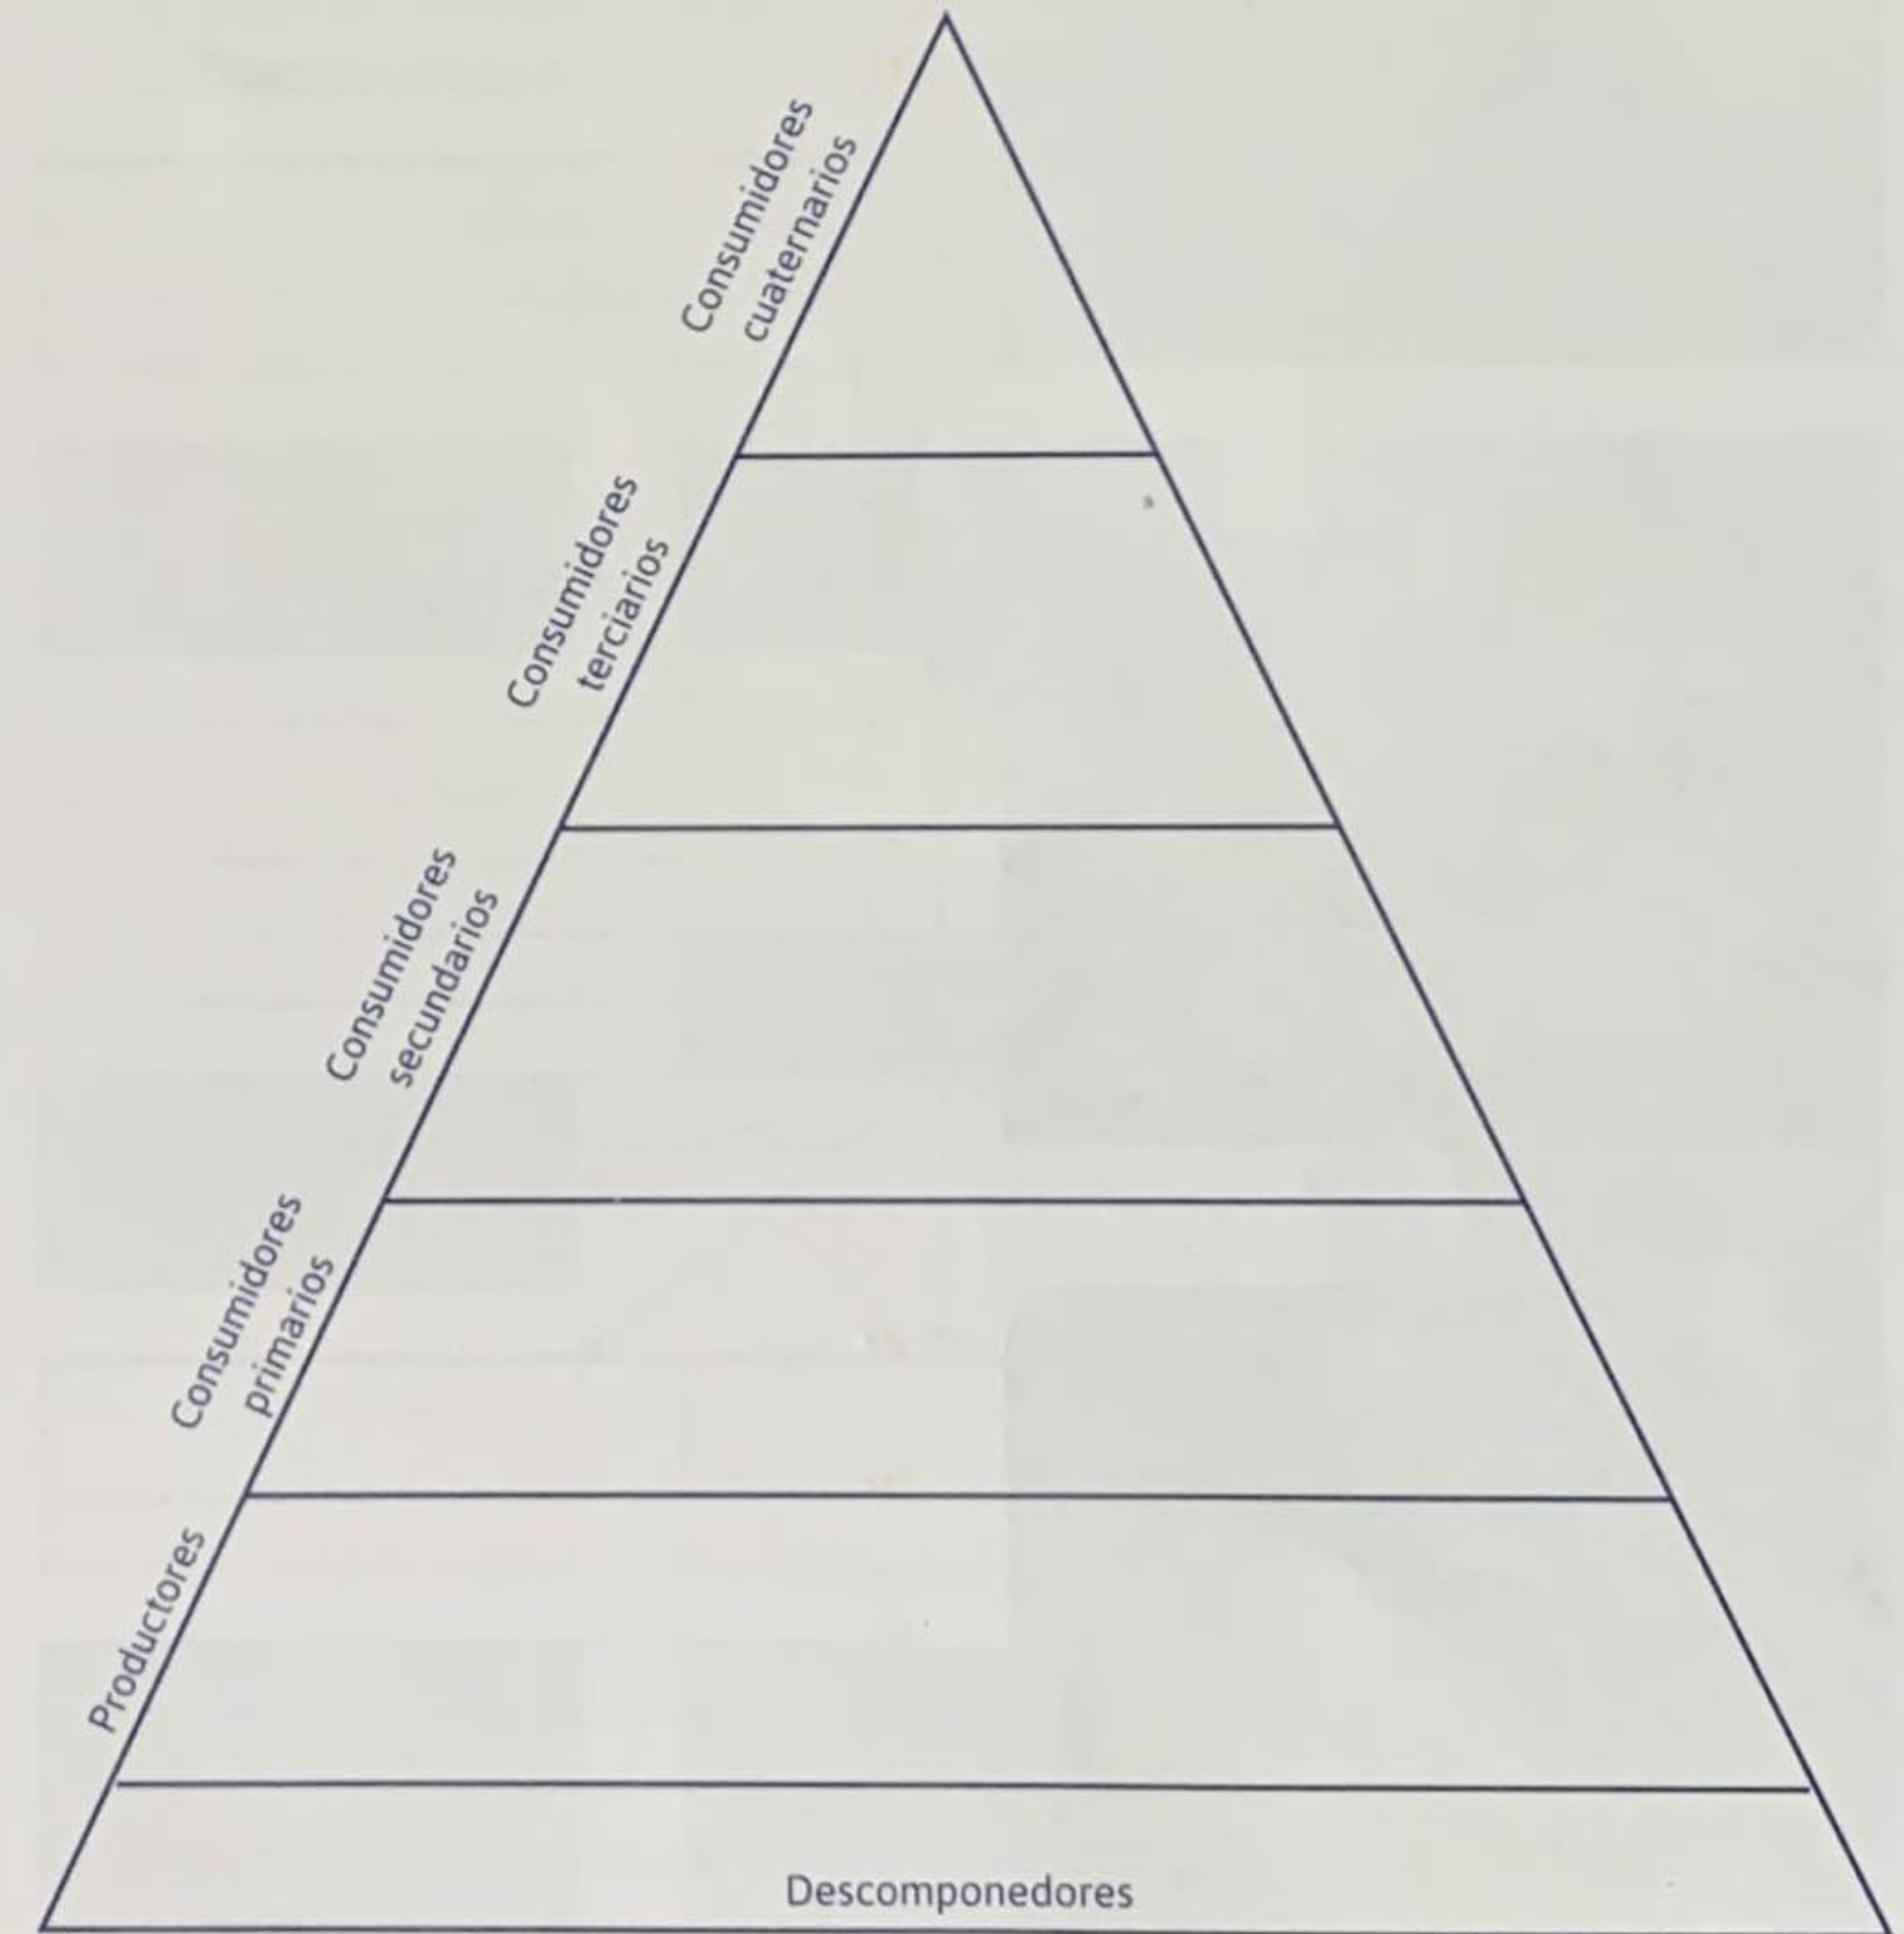 Consumidores
cuaternarios
Consumidores
terciarios
Consumidores
secundarios
Consumidores
primarios
Productores
Descomponedores